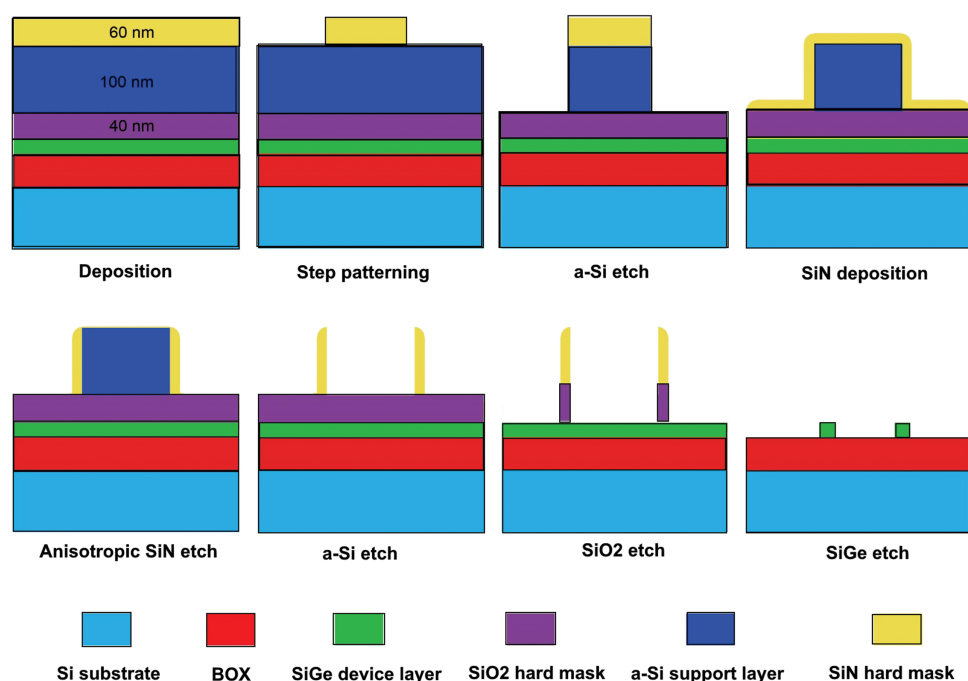 60 nm
100 nm
40 nm
Deposition
Step patterning
a-Si etch
SiN deposition
Anisotropic SiN etch
a-Si etch
SiO2 etch
SiGe etch
Si substrate
BOX
SiGe device layer
SiO2 hard mask
a-Si support layer
SiN hard mask